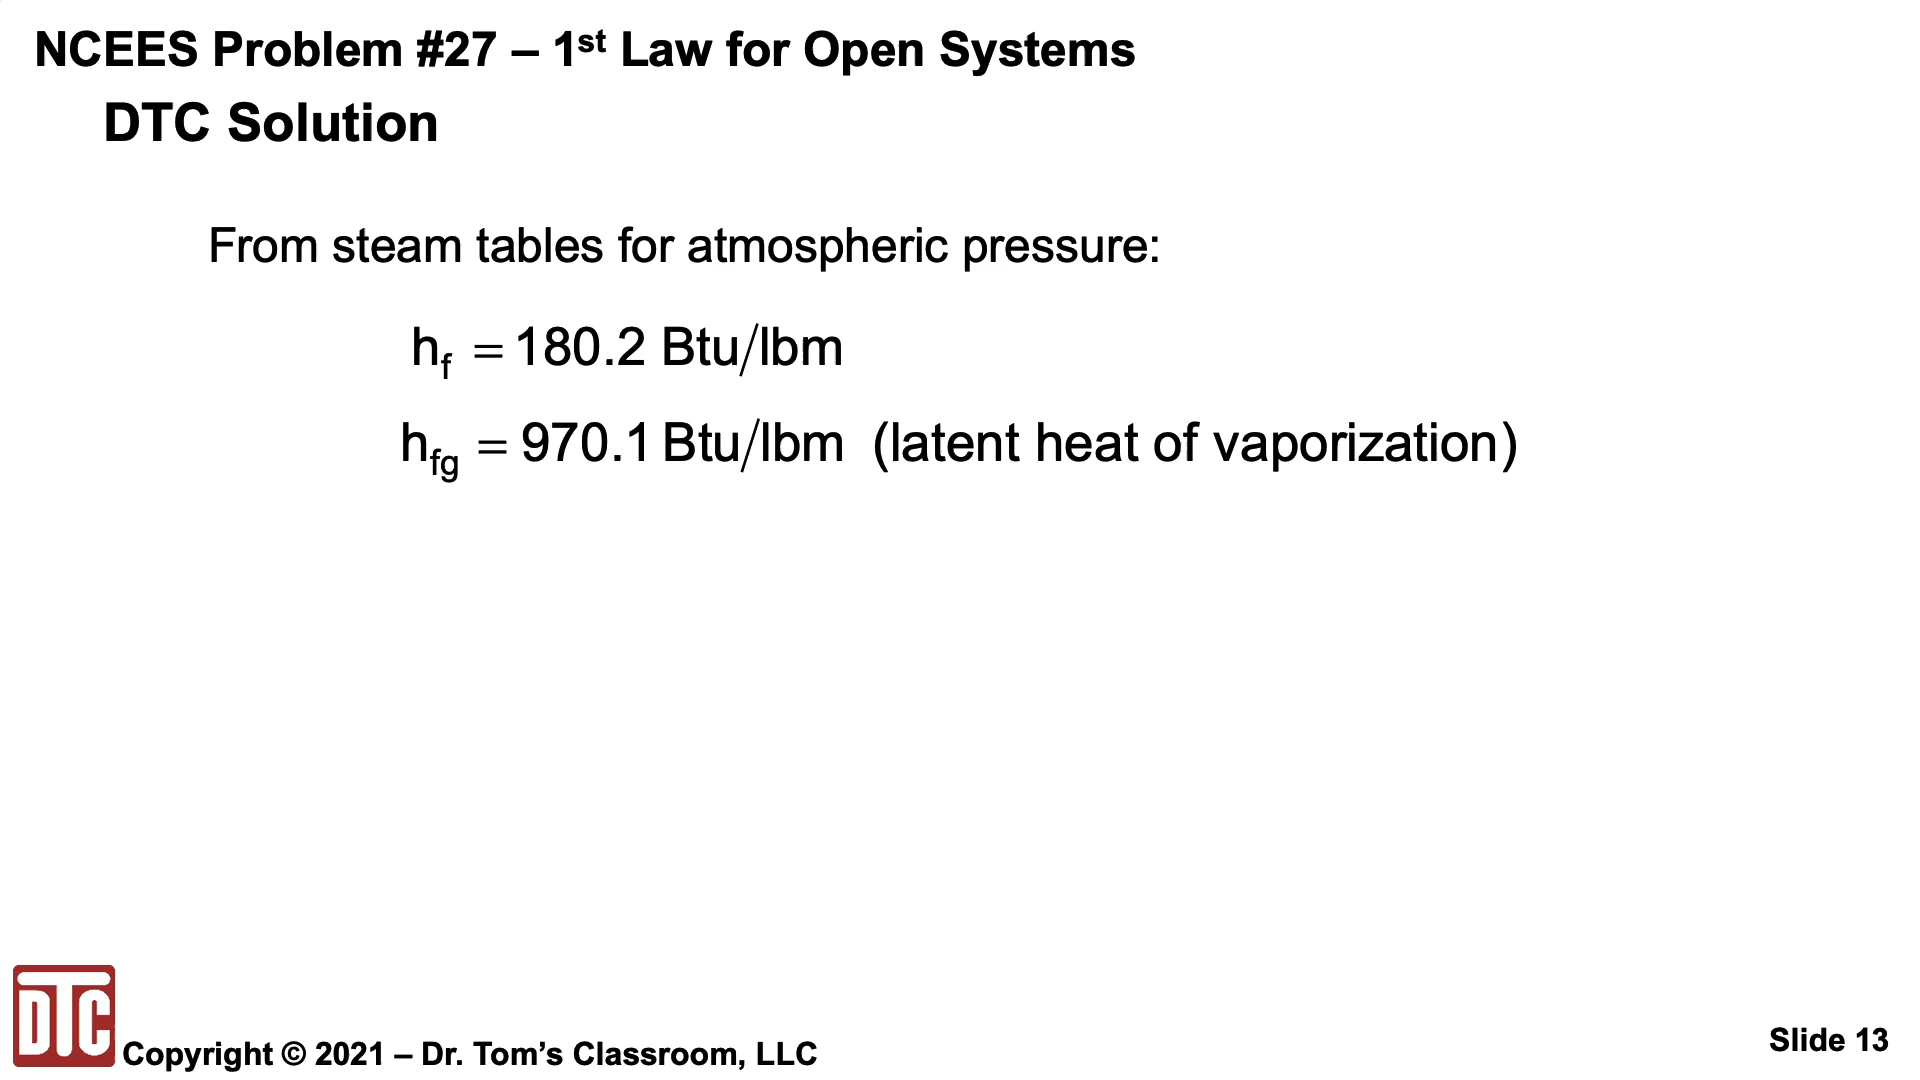 NCEES Problem #27 – 1st Law for Open Systems
DTC Solution
From steam tables for atmospheric pressure:
hf = 180.2 Btu/lbm
hfg = 970.1 Btu/lbm (latent heat of vaporization)
DTC
Copyright © 2021 – Dr. Tom’s Classroom, LLC
Slide 13